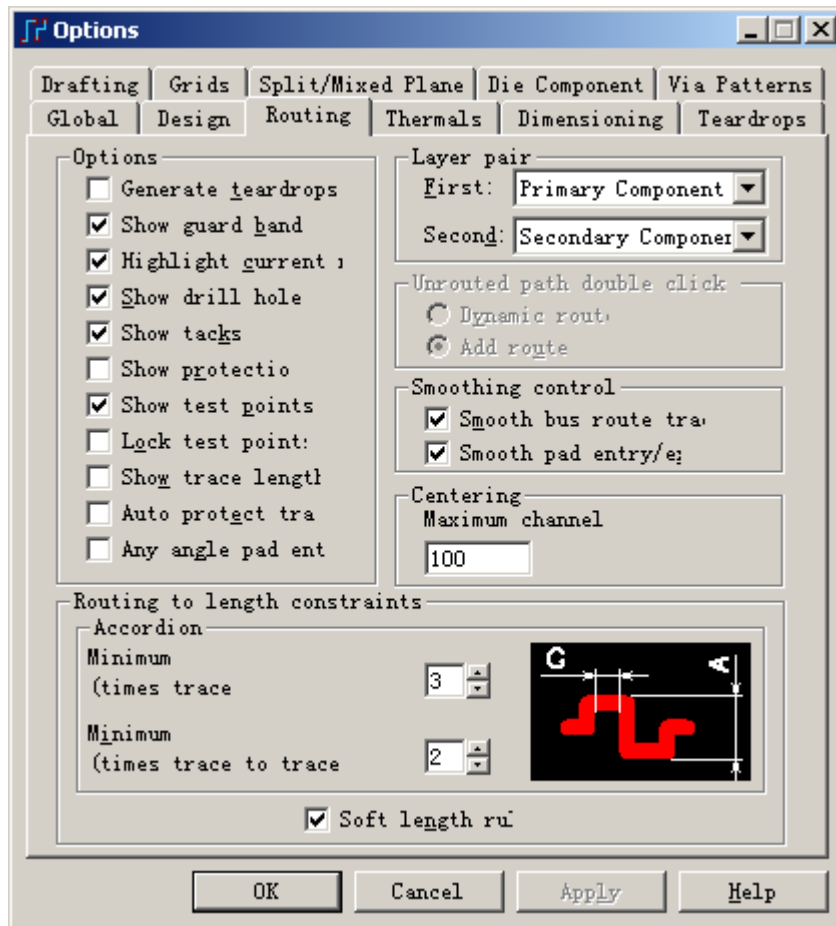 Options
Drafting Grids Split/Mixed Plane Die Component Via Patterns
Global Design Routing Thermals Dimensioning Teardrops
Options
Generate teardrops
Show guard band
Highlight current
Show drill hole
Show tacks
Show protectio
Show test points
Lock test point
Show trace length
Auto protect tra
Any angle pad ent
Layer pair
First: Primary Component
Second: Secondary Componen
Unrouted path double click
Dynamic rout
Add route
Smoothing control
Smooth bus route tra
Smooth pad entry/e
Centering
Maximum channel
100
Routing to length constraints
Accordion
Minimum
(times trace
3
Minimum
(times trace to trace
2
G
A
Soft length ru
OK Cancel Apply Help